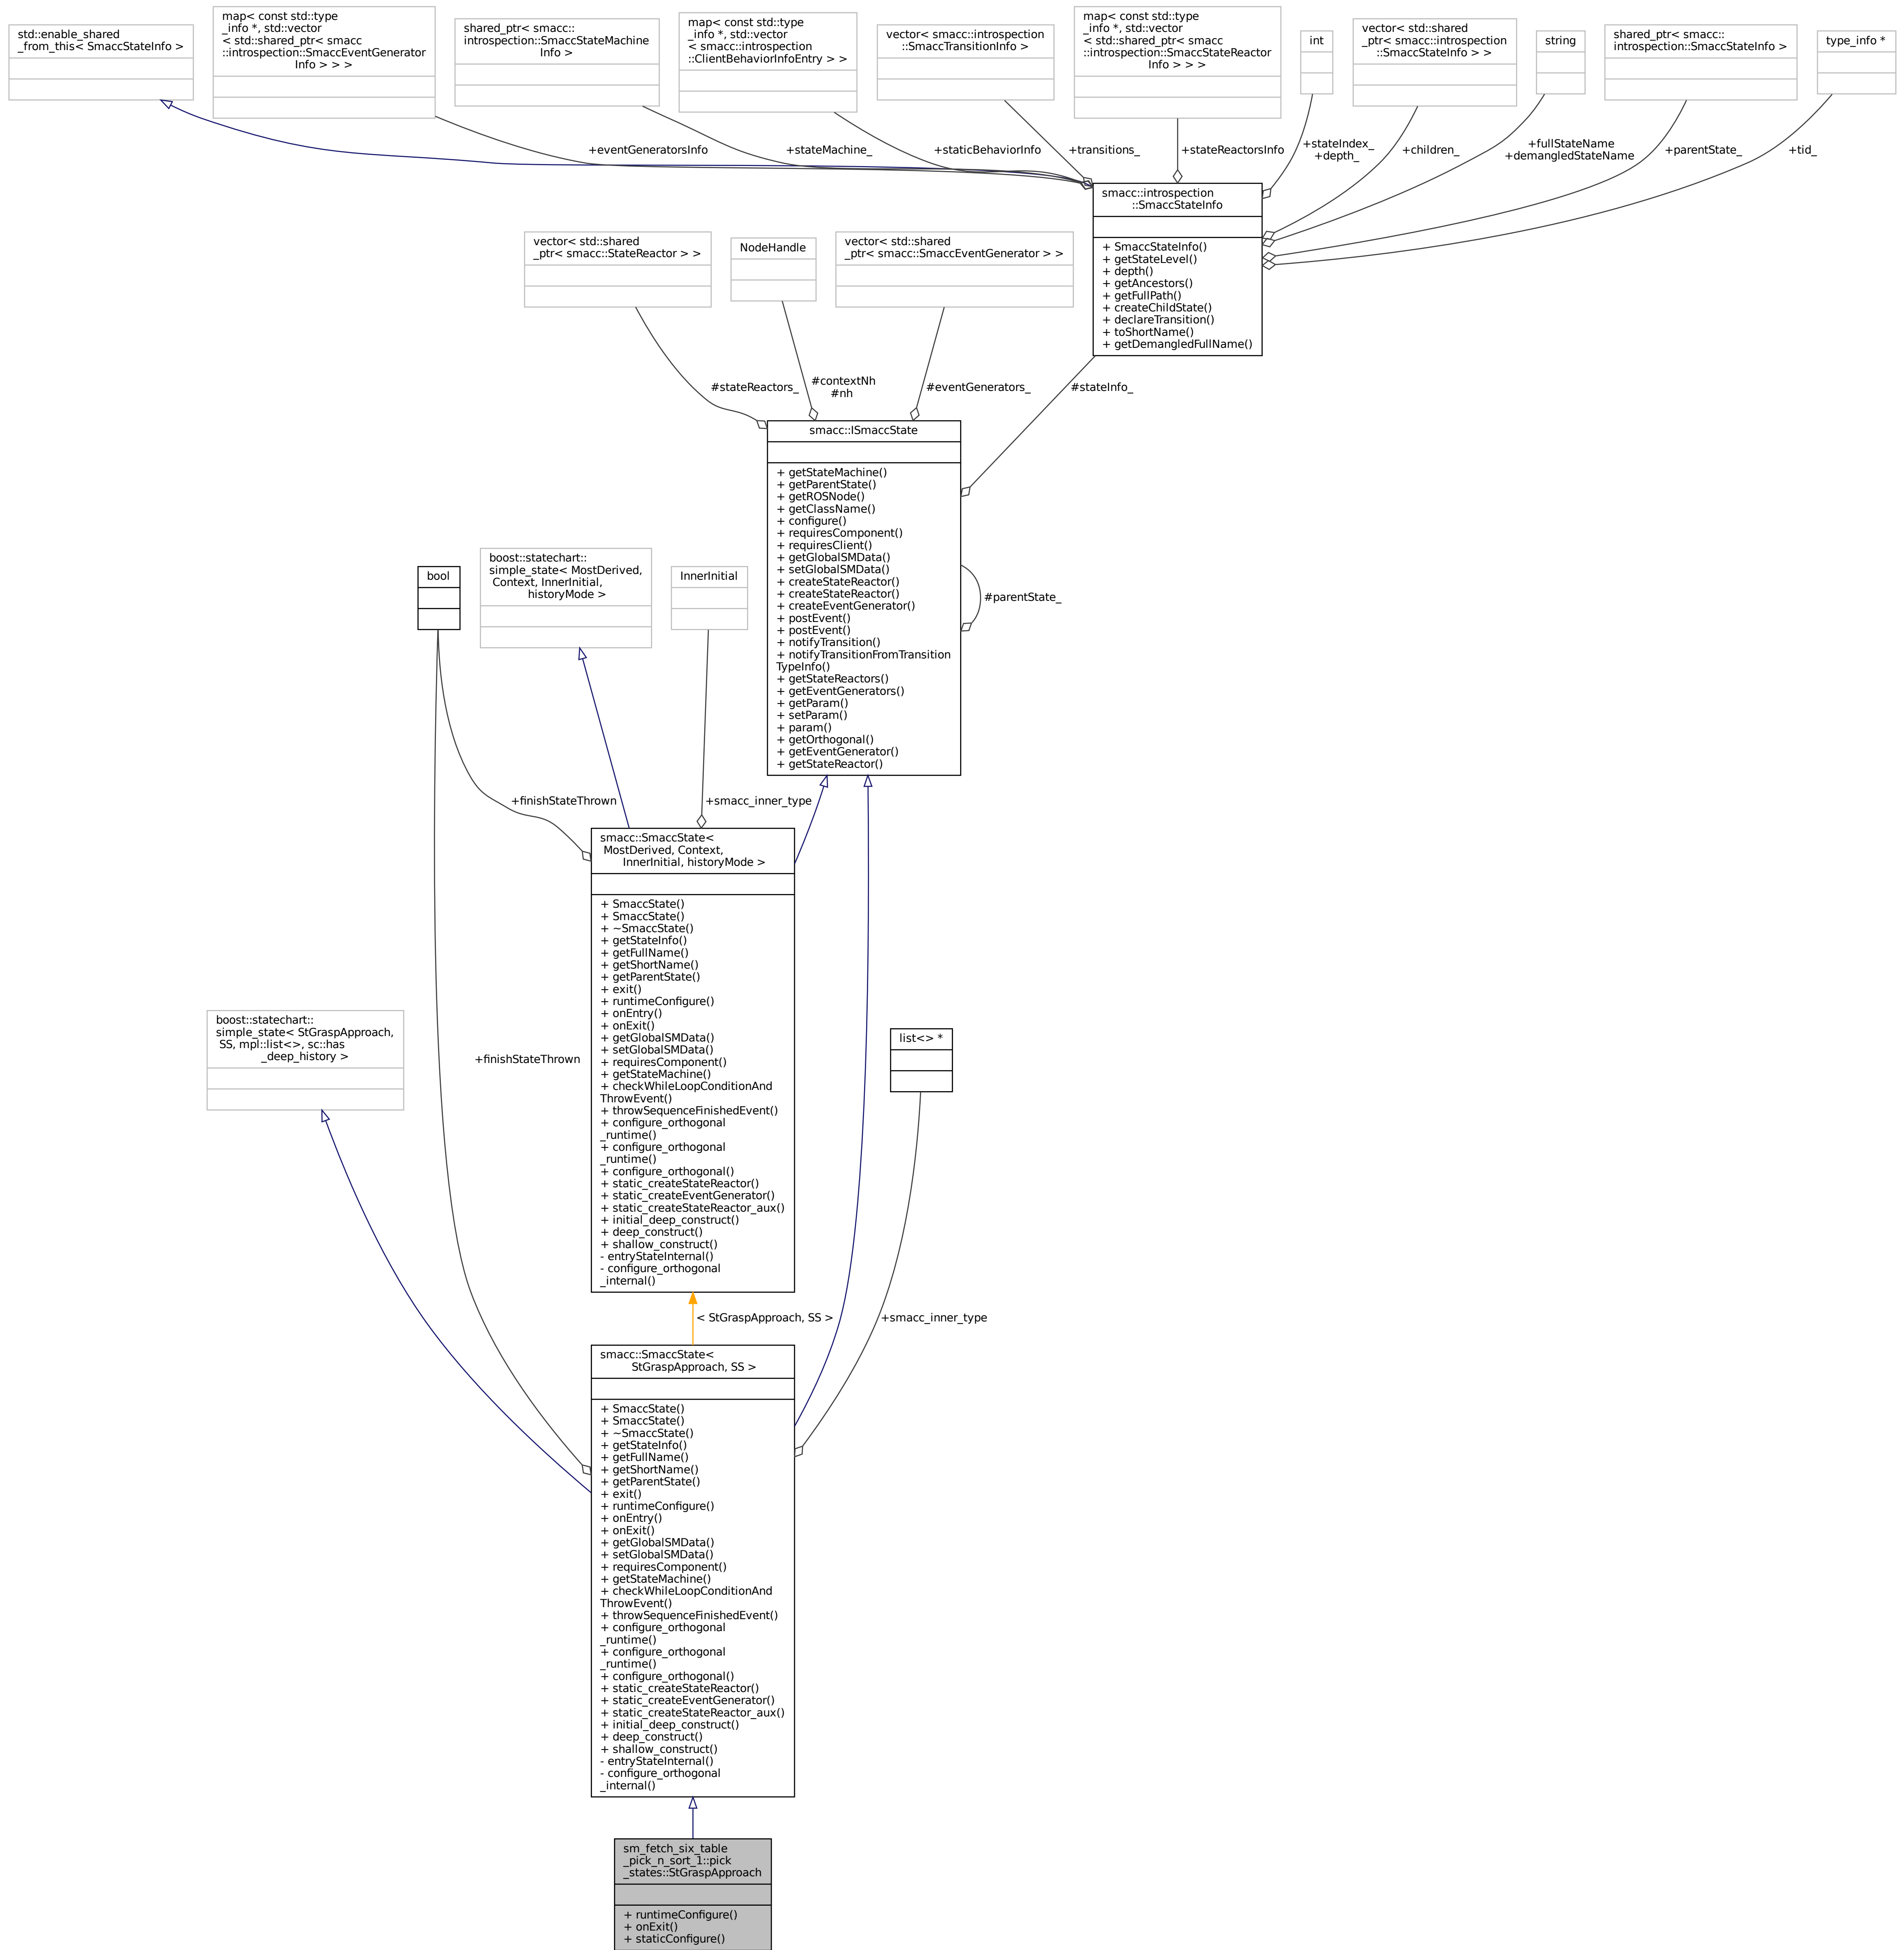 std::enable_shared
_from_this< SmaccStateInfo >
map< const std::type
_info *, std::vector
< std::shared_ptr< smacc
::introspection::SmaccEventGenerator
Info > > >
shared_ptr< smacc::
introspection::SmaccStateMachine
Info >
map< const std::type
_info *, std::vector
< smacc::introspection
::ClientBehaviorInfoEntry > >
vector< smacc::introspection
::SmaccTransitionInfo >
map< const std::type
_info *, std::vector
< std::shared_ptr< smacc
::introspection::SmaccStateReactor
Info > > >
int
vector< std::shared
_ptr< smacc::introspection
::SmaccStateInfo > >
string
shared_ptr< smacc::
introspection::SmaccStateInfo >
type_info *
+eventGeneratorsInfo
+stateMachine_
+staticBehaviorInfo
+transitions_
+stateReactorsInfo
+stateIndex_
+depth_
+children_
+fullStateName
+demangledStateName
+parentState_
+tid_
smacc::introspection
::SmaccStateInfo
+ SmaccStateInfo()
+ getStateLevel()
+ depth()
+ getAncestors()
+ getFullPath()
+ createChildState()
+ declareTransition()
+ toShortName()
+ getDemangledFullName()
vector< std::shared
_ptr< smacc::StateReactor > >
NodeHandle
vector< std::shared
_ptr< smacc::SmaccEventGenerator > >
#stateReactors_
#contextNh
#nh
#eventGenerators_
#stateInfo_
smacc::ISmaccState
+ getStateMachine()
+ getParentState()
+ getROSNode()
+ getClassName()
+ configure()
+ requiresComponent()
+ requiresClient()
+ getGlobalSMData()
+ setGlobalSMData()
+ createStateReactor()
+ createStateReactor()
+ createEventGenerator()
+ postEvent()
+ postEvent()
+ notifyTransition()
+ notifyTransitionFromTransition
TypeInfo()
+ getStateReactors()
+ getEventGenerators()
+ getParam()
+ setParam()
+ param()
+ getOrthogonal()
+ getEventGenerator()
+ getStateReactor()
#parentState_
bool
boost::statechart::
simple_state< MostDerived,
Context, InnerInitial,
historyMode >
InnerInitial
+finishStateThrown
+smacc_inner_type
smacc::SmaccState<
MostDerived, Context,
InnerInitial, historyMode >
+ SmaccState()
+ SmaccState()
+ ~SmaccState()
+ getStateInfo()
+ getFullName()
+ getShortName()
+ getParentState()
+ exit()
+ runtimeConfigure()
+ onEntry()
+ onExit()
+ getGlobalSMData()
+ setGlobalSMData()
+ requiresComponent()
+ getStateMachine()
+ checkWhileLoopConditionAnd
ThrowEvent()
+ throwSequenceFinishedEvent()
+ configure_orthogonal
_runtime()
+ configure_orthogonal
_runtime()
+ configure_orthogonal()
+ static_createStateReactor()
+ static_createEventGenerator()
+ static_createStateReactor_aux()
+ initial_deep_construct()
+ deep_construct()
+ shallow_construct()
- entryStateInternal()
- configure_orthogonal
_internal()
boost::statechart::
simple_state< StGraspApproach,
SS, mpl::list<>, sc::has
_deep_history >
+finishStateThrown
list<> *
< StGraspApproach, SS >
+smacc_inner_type
smacc::SmaccState<
StGraspApproach, SS >
+ SmaccState()
+ SmaccState()
+ ~SmaccState()
+ getStateInfo()
+ getFullName()
+ getShortName()
+ getParentState()
+ exit()
+ runtimeConfigure()
+ onEntry()
+ onExit()
+ getGlobalSMData()
+ setGlobalSMData()
+ requiresComponent()
+ getStateMachine()
+ checkWhileLoopConditionAnd
ThrowEvent()
+ throwSequenceFinishedEvent()
+ configure_orthogonal
_runtime()
+ configure_orthogonal
_runtime()
+ configure_orthogonal()
+ static_createStateReactor()
+ static_createEventGenerator()
+ static_createStateReactor_aux()
+ initial_deep_construct()
+ deep_construct()
+ shallow_construct()
- entryStateInternal()
- configure_orthogonal
_internal()
sm_fetch_six_table
_pick_n_sort_1::pick
_states::StGraspApproach
+ runtimeConfigure()
+ onExit()
+ staticConfigure()